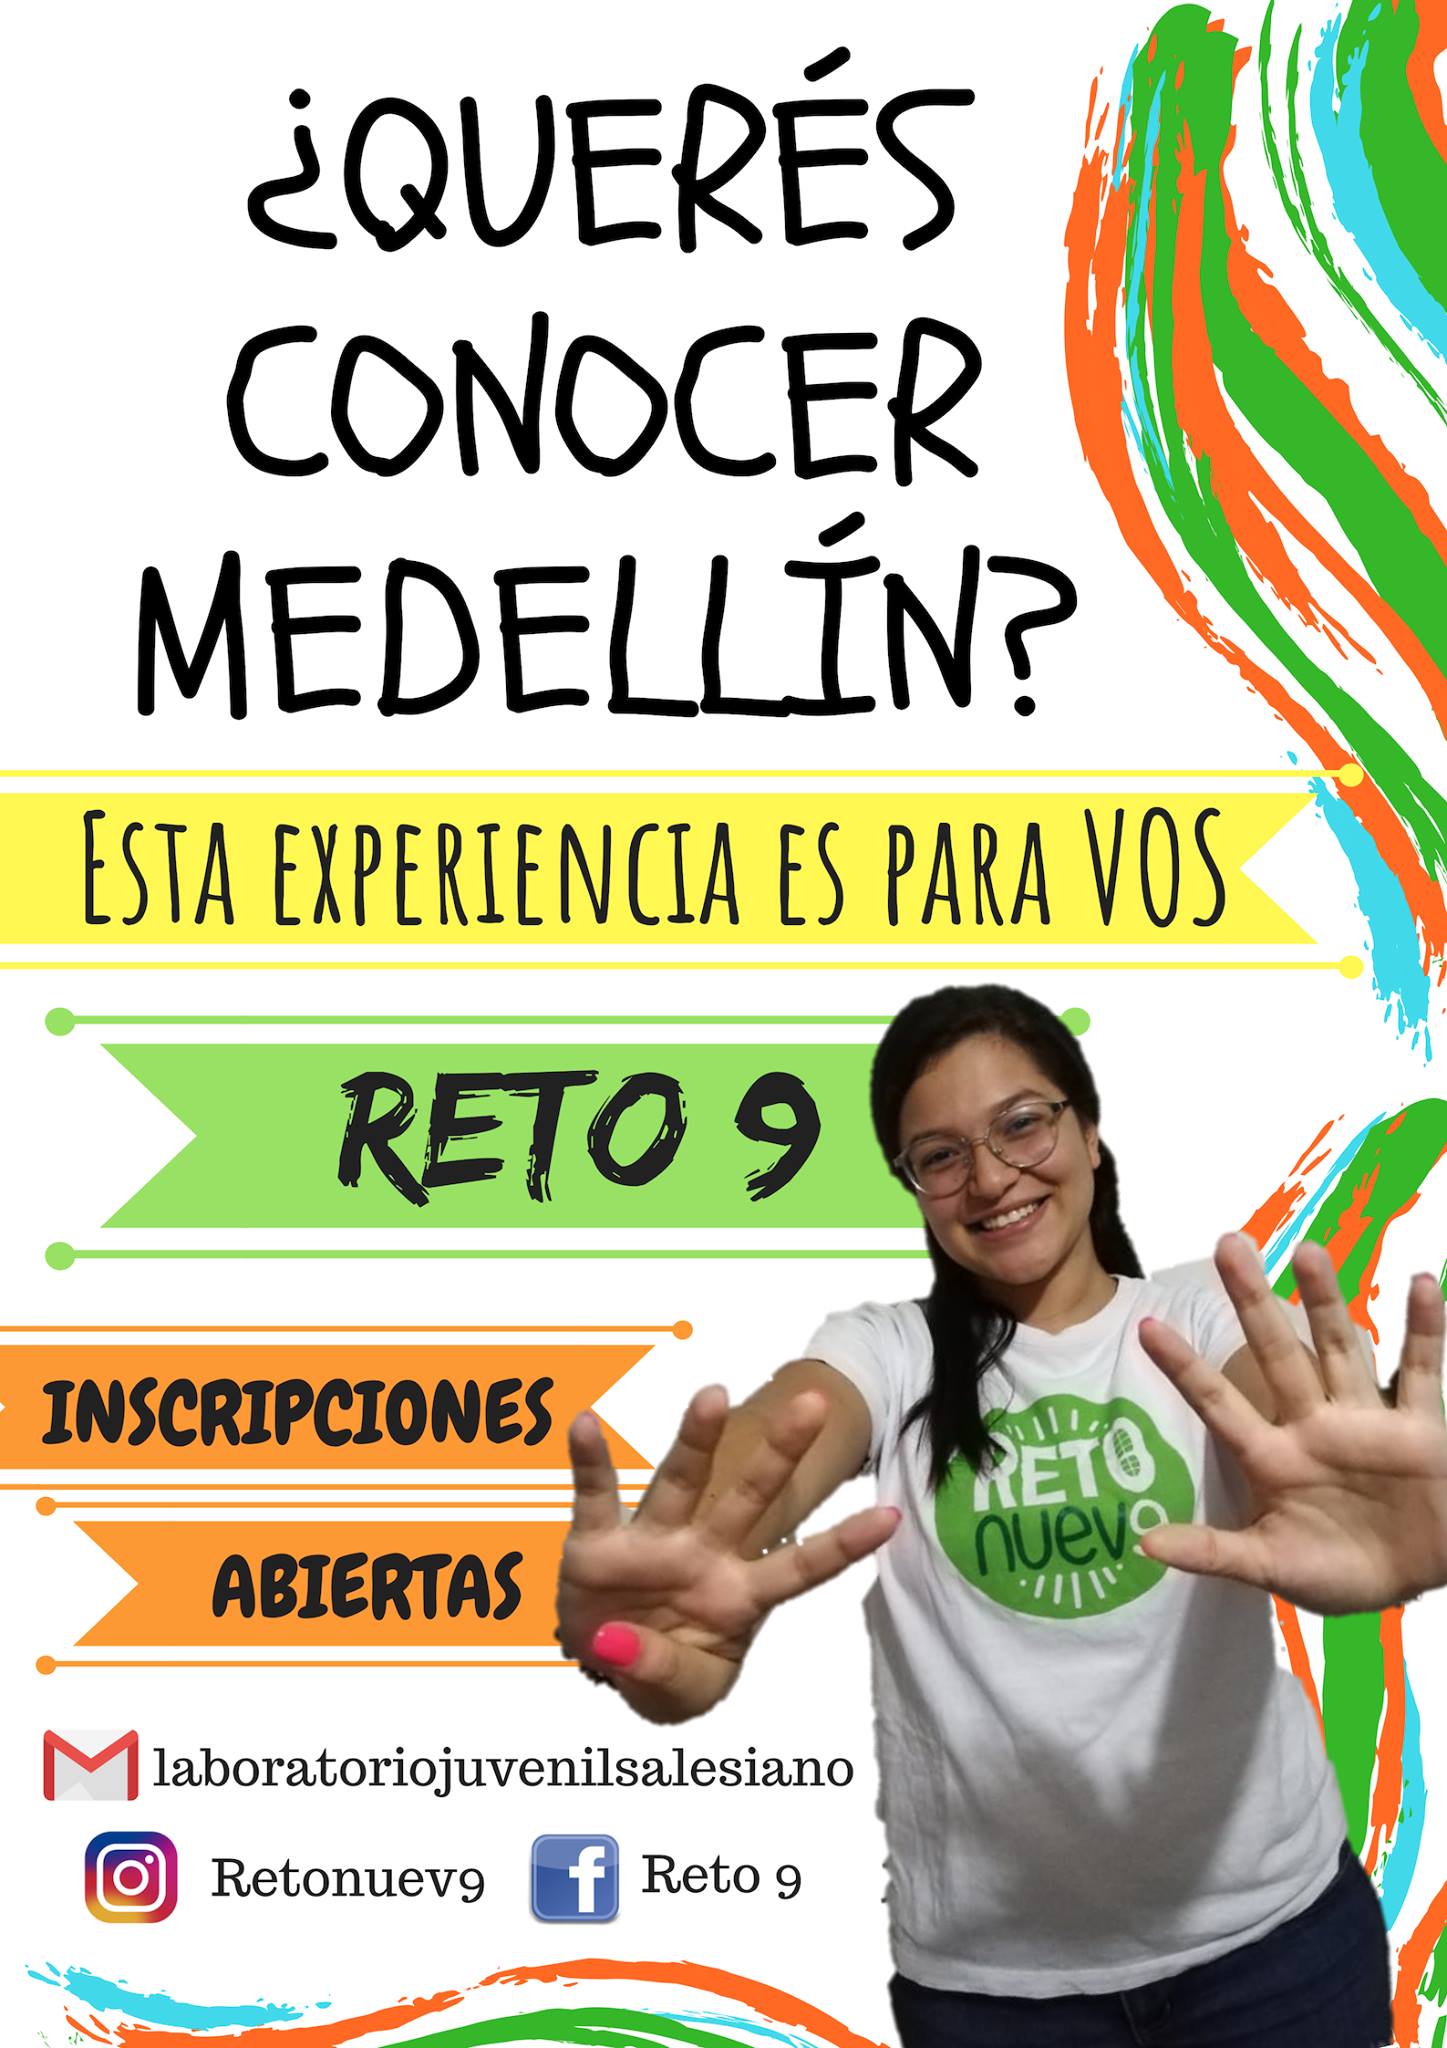 ¿QUERÉS
CONOCER
MEDELLÍN?
ESTA EXPERIENCIA ES PARA VOS
RETO 9
INSCRIPCIONES
ABIERTAS
RETO
nuev9
laboratoriojuvenilsalesiano
Retonuev9
Reto 9